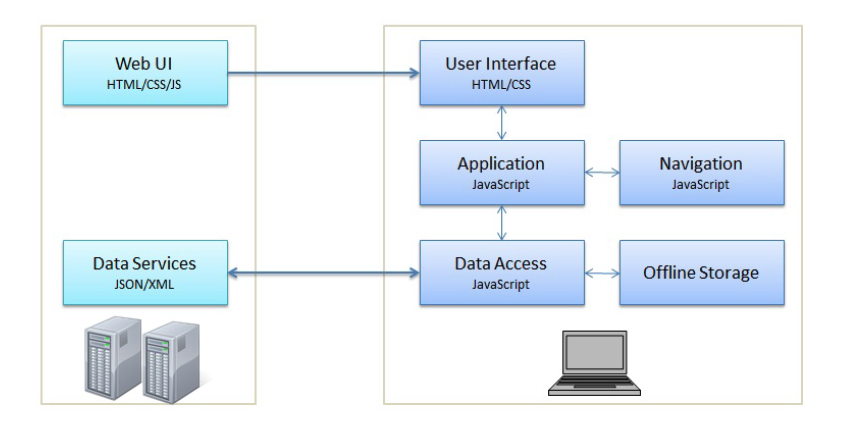 Web UI
HTML/CSS/JS
User Interface
HTML/CSS
Application
JavaScript
Navigation
JavaScript
Data Services
JSON/XML
Data Access
JavaScript
Offline Storage